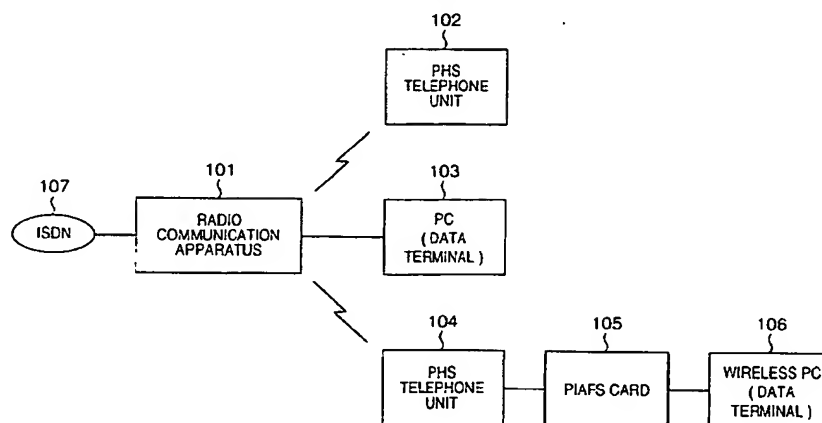 102
PHS
TELEPHONE
UNIT
107
101
103
ISDN
RADIO
COMMUNICATION
APPARATUS
PC
( DATA
TERMINAL )
104
105
106
PHS
TELEPHONE
UNIT
PIAFS CARD
WIRELESS PC
( DATA
TERMINAL )